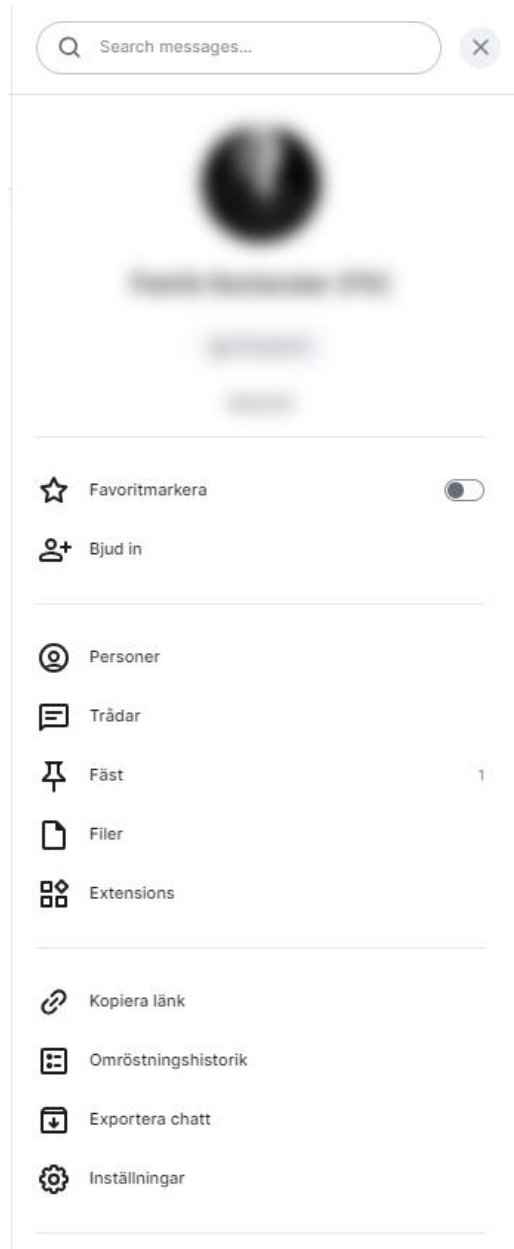 Search messages...
Favoritmarkera
Bjud in
Personer
Trådar
Fäst 1
Filer
Extensions
Kopiera länk
Omröstningshistorik
Exportera chatt
Inställningar